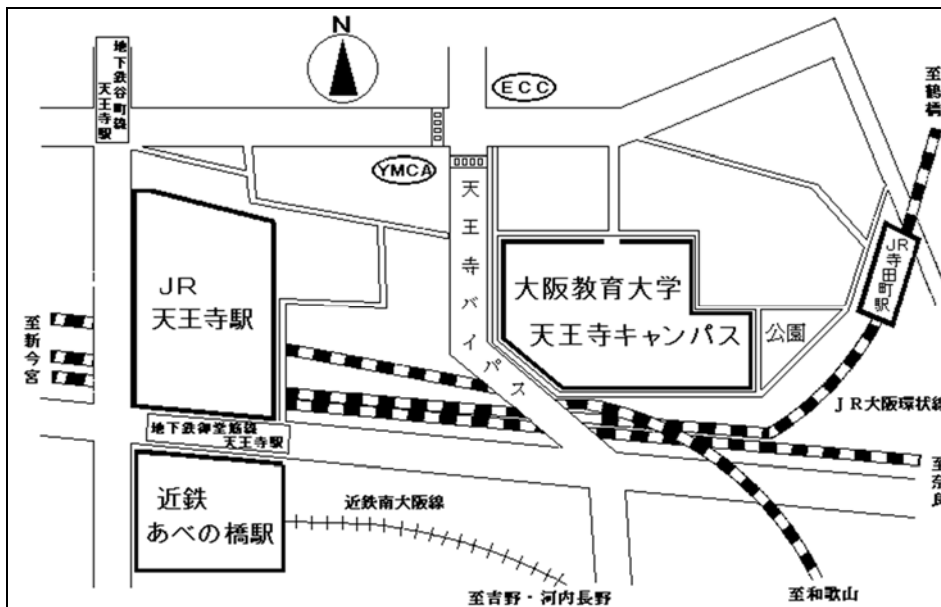 N
地下鉄谷町線
天王寺駅
ECC
至鶴橋
YMCA
天王寺バイパス
JR
天王寺駅
大阪教育大学
天王寺キャンパス
JR寺田町駅
公園
至新今宮
JR大阪環状線
地下鉄御堂筋線
天王寺駅
至奈良
近鉄
あべの橋駅
近鉄南大阪線
至吉野・河内長野
至和歌山